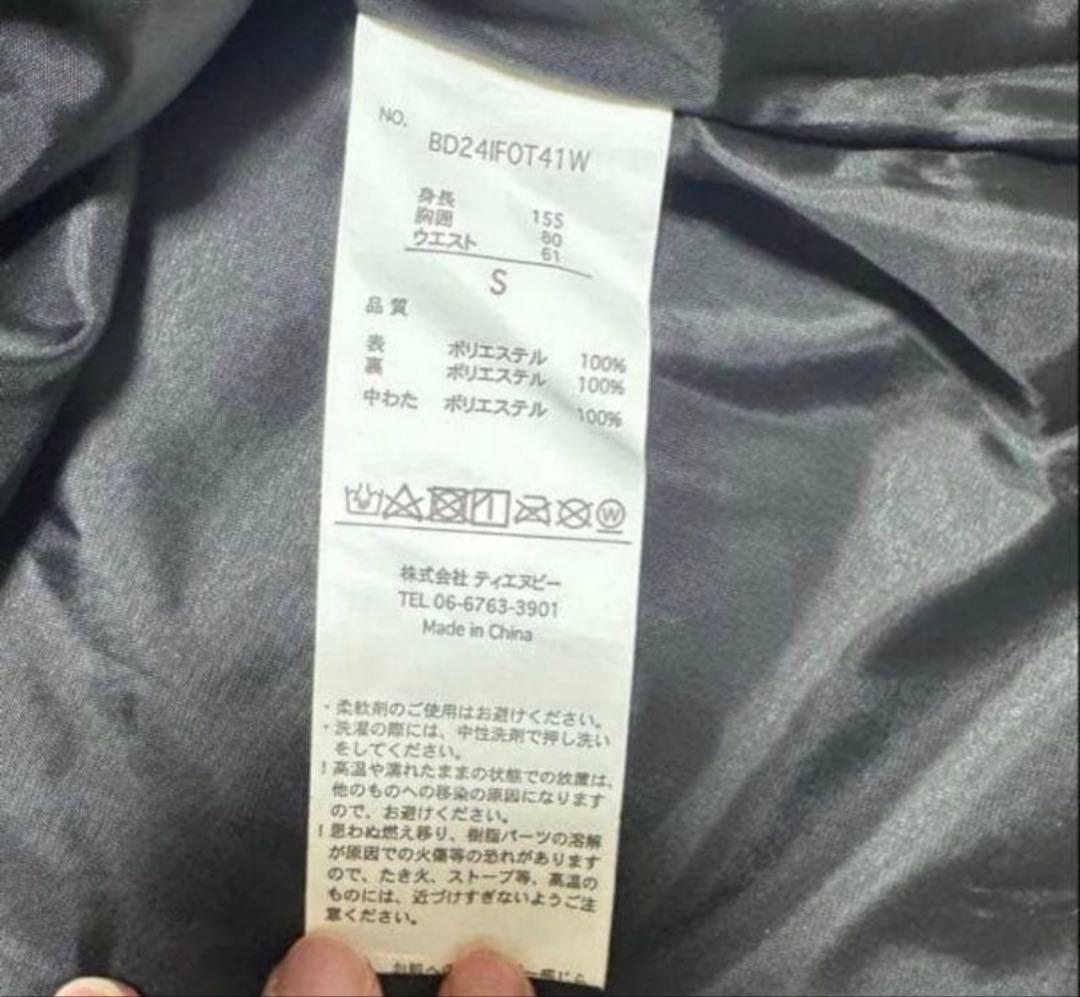 NO.
BD24IFOT41W
身長 155
胸囲 80
ウエスト 61
S
品質
表 ポリエステル 100%
裏 ポリエステル 100%
中わた ポリエステル 100%
W
株式会社 ティエヌビー
TEL 06-6763-3901
Made in China
・柔軟剤のご使用はお避けください。
・洗濯の際には、中性洗剤で押し洗い
をしてください。
！高温や濡れたままの状態での放置は、
他のものへの移染の原因になります
ので、お避けください。
！思わぬ燃え移り、樹脂パーツの溶解
が原因での火傷等の恐れがあります
ので、たき火、ストーブ等、高温の
ものには、近づけすぎないようご注
意ください。